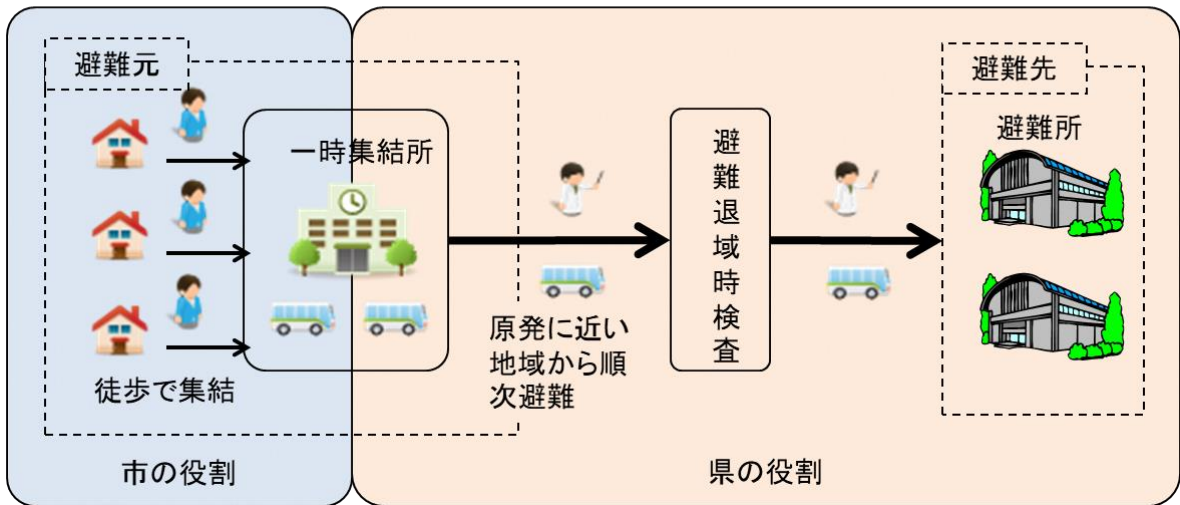 避難元
避難先
避難所
一時集結所
避難退域時検査
原発に近い
地域から順
次避難
徒歩で集結
市の役割
県の役割